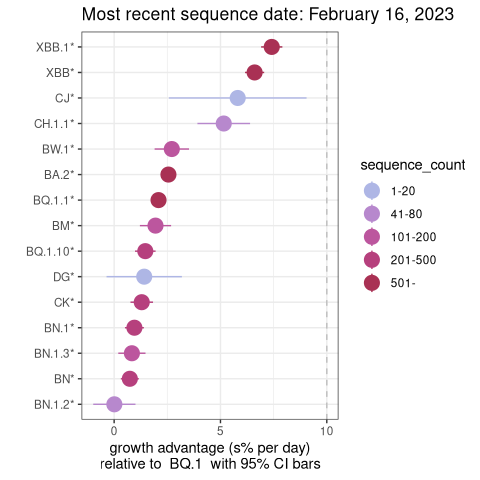 Most recent sequence date: February 16, 2023
XBB.1*
XBB*
CJ*
CH.1.1*
BW.1*
BA.2*
BQ.1.1*
BM*
BQ.1.10*
DG*
CK*
BN.1*
BN.1.3*
BN*
BN.1.2*
0 5 10
growth advantage (s% per day)
relative to BQ.1 with 95% CI bars
sequence_count
1-20
41-80
101-200
201-500
501-